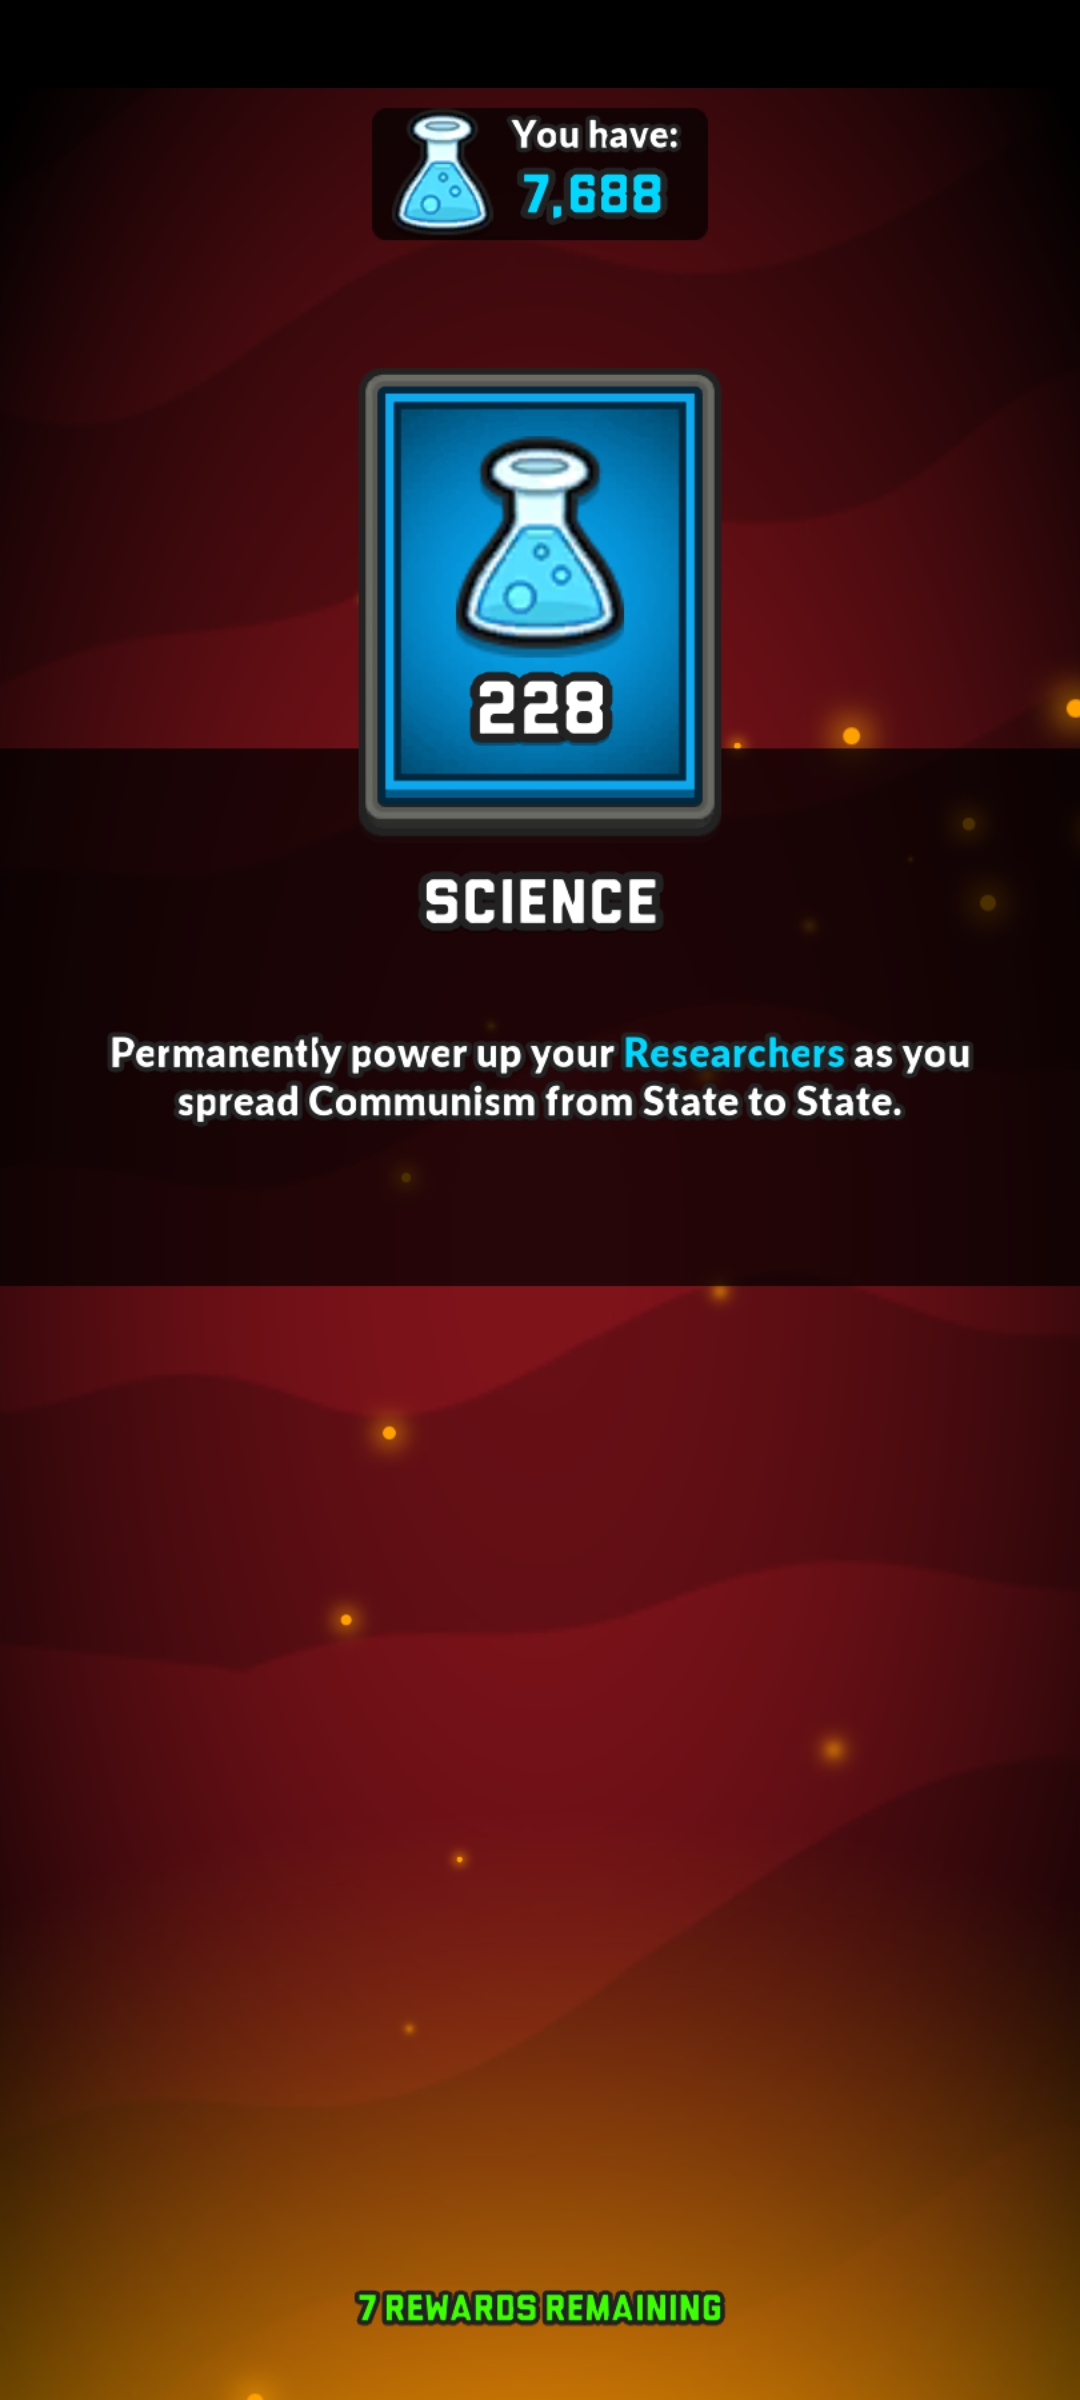 You have:
7,688
228
SCIENCE
Permanently power up your Researchers as you
spread Communism from State to State.
7 REWARDS REMAINING